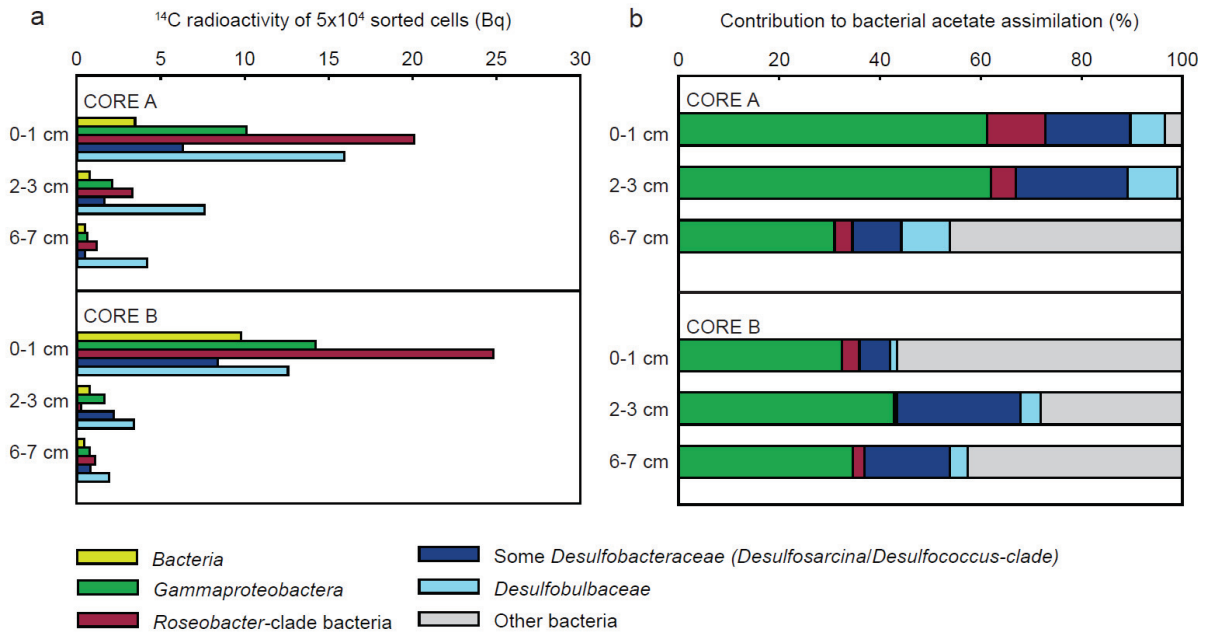 a
¹⁴C radioactivity of 5x10⁴ sorted cells (Bq)
0 5 10 15 20 25 30
CORE A
0-1 cm
2-3 cm
6-7 cm
CORE B
0-1 cm
2-3 cm
6-7 cm
b
Contribution to bacterial acetate assimilation (%)
0 20 40 60 80 100
CORE A
0-1 cm
2-3 cm
6-7 cm
CORE B
0-1 cm
2-3 cm
6-7 cm
Bacteria
Gammaproteobactera
Roseobacter-clade bacteria
Some Desulfobacteraceae (Desulfosarcina/Desulfococcus-clade)
Desulfobulbaceae
Other bacteria